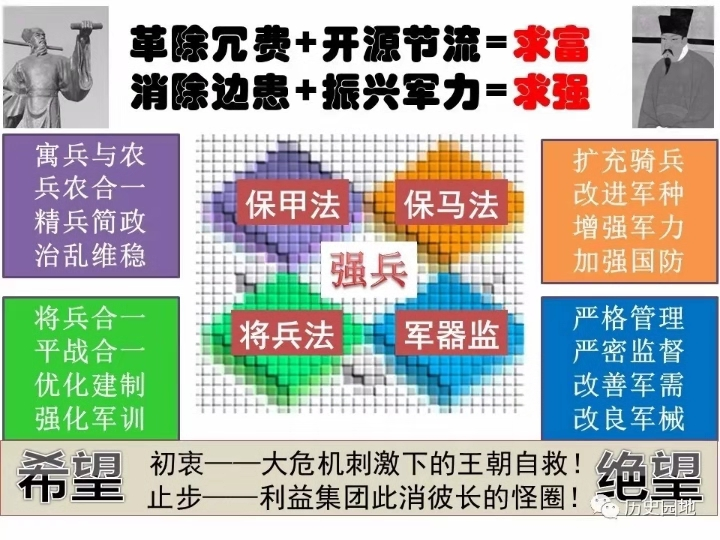 革除冗费+开源节流=求富
消除边患+振兴军力=求强
寓兵与农
兵农合一
精兵简政
治乱维稳
保甲法
保马法
强兵
将兵法
军器监
扩充骑兵
改进军种
增强军力
加强国防
将兵合一
平战合一
优化建制
强化军训
严格管理
严密监督
改善军需
改良军械
希望
初衷——大危机刺激下的王朝自救！
止步——利益集团此消彼长的怪圈！
绝望
历史园地